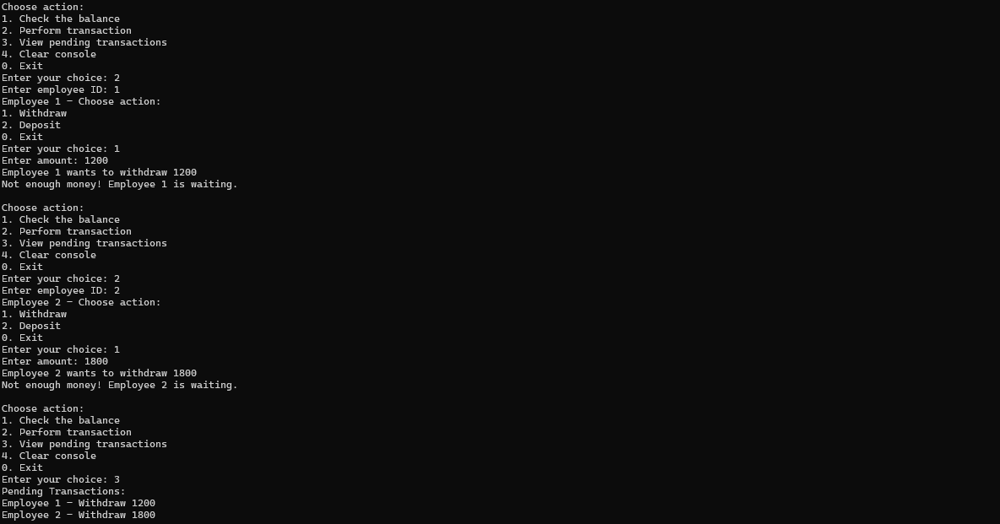 Choose action:
1. Check the balance
2. Perform transaction
3. View pending transactions
4. Clear console
0. Exit
Enter your choice: 2
Enter employee ID: 1
Employee 1 - Choose action:
1. Withdraw
2. Deposit
0. Exit
Enter your choice: 1
Enter amount: 1200
Employee 1 wants to withdraw 1200
Not enough money! Employee 1 is waiting.

Choose action:
1. Check the balance
2. Perform transaction
3. View pending transactions
4. Clear console
0. Exit
Enter your choice: 2
Enter employee ID: 2
Employee 2 - Choose action:
1. Withdraw
2. Deposit
0. Exit
Enter your choice: 1
Enter amount: 1800
Employee 2 wants to withdraw 1800
Not enough money! Employee 2 is waiting.

Choose action:
1. Check the balance
2. Perform transaction
3. View pending transactions
4. Clear console
0. Exit
Enter your choice: 3
Pending Transactions:
Employee 1 - Withdraw 1200
Employee 2 - Withdraw 1800